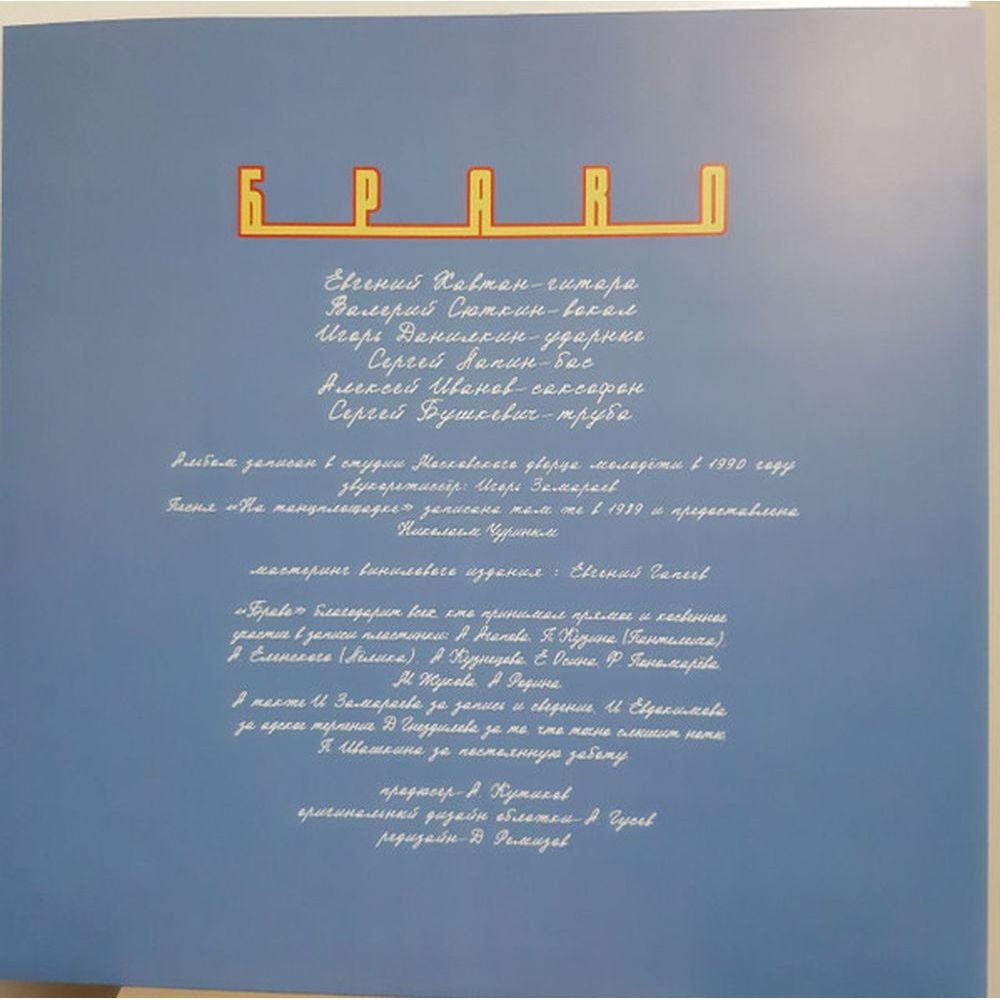 БРАВО
Евгений Хавтан-гитара
Валерий Сюткин-вокал
Игорь Данилкин-ударные
Сергей Лапин-бас
Алексей Иванов-саксофон
Сергей Бушкевич-труба
Альбом записан в студии Московского дворца молодёжи в 1990 году
звукорежиссёр: Игорь Замараев
Песня «На танцплощадке» записана там же в 1989 и предоставлена
Николаем Чуриным
мастеринг винилового издания : Евгений Гапеев
«Браво» благодарит всех кто принимал прямое и косвенное
участие в записи пластинки: А Агапова, П Кузина (Пантелеича),
А. Еленского (Лелика), А Кузнецова, Е Осина Ф Пономарёва,
М Жукова, А Родина
А также И Замараева за запись и сведение, И Евдокимова
за адское терпение, Д Гнездилова за то, что точно слышит ноты,
П Ивашкина за постоянную заботу.
продюсер-А. Кутиков
оригинальный дизайн обложки-А Гусев
редизайн-Д Ремизов